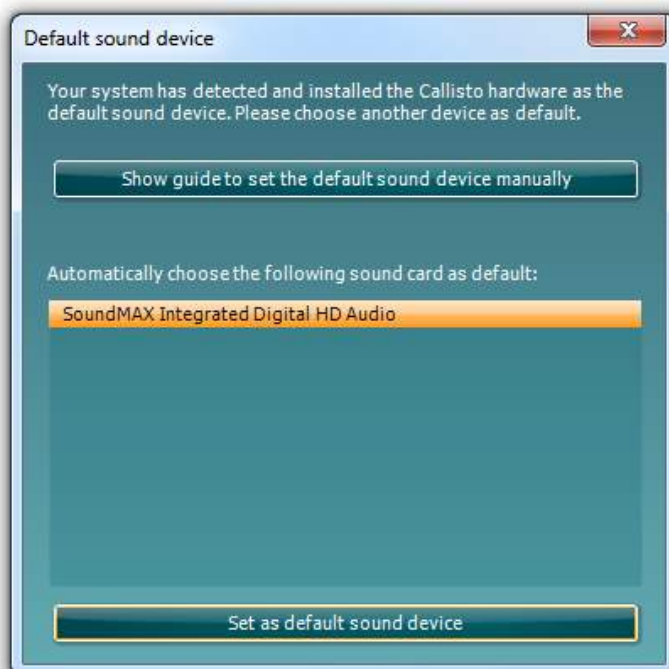 Default sound device
Your system has detected and installed the Callisto hardware as the
default sound device. Please choose another device as default.
Show guide to set the default sound device manually
Automatically choose the following sound card as default:
SoundMAX Integrated Digital HD Audio
Set as default sound device